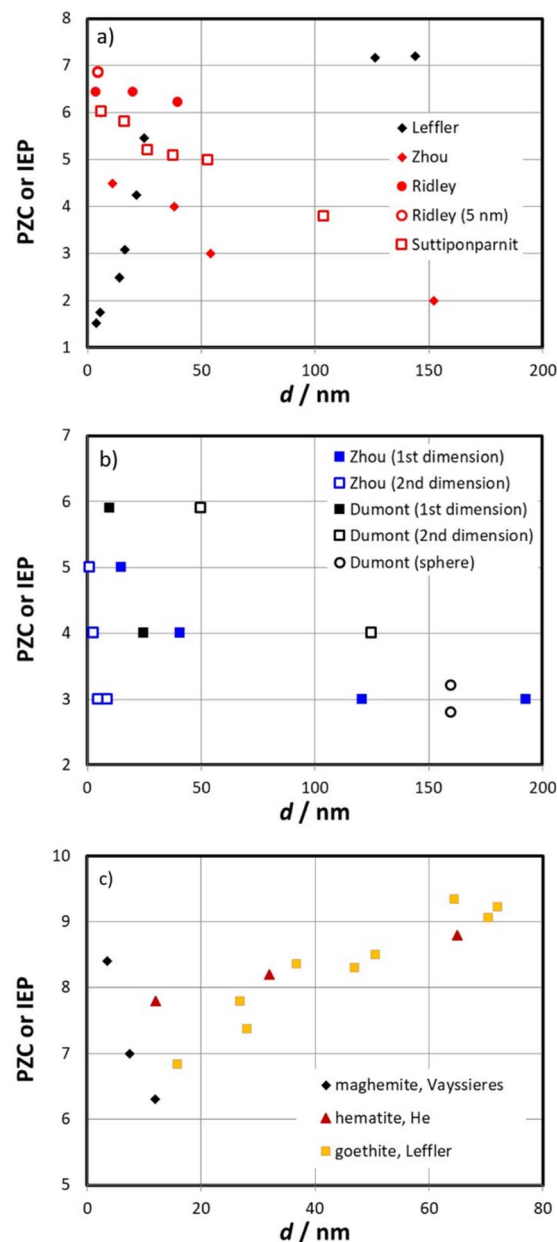 a)
PZC or IEP
8
7
6
5
4
3
2
1
Leffler
Zhou
Ridley
Ridley (5 nm)
Suttiponparnit
0 50 100 150 200
d / nm
b)
PZC or IEP
7
6
5
4
3
2
Zhou (1st dimension)
Zhou (2nd dimension)
Dumont (1st dimension)
Dumont (2nd dimension)
Dumont (sphere)
0 50 100 150 200
d / nm
c)
PZC or IEP
10
9
8
7
6
5
maghemite, Vayssieres
hematite, He
goethite, Leffler
0 20 40 60 80
d / nm